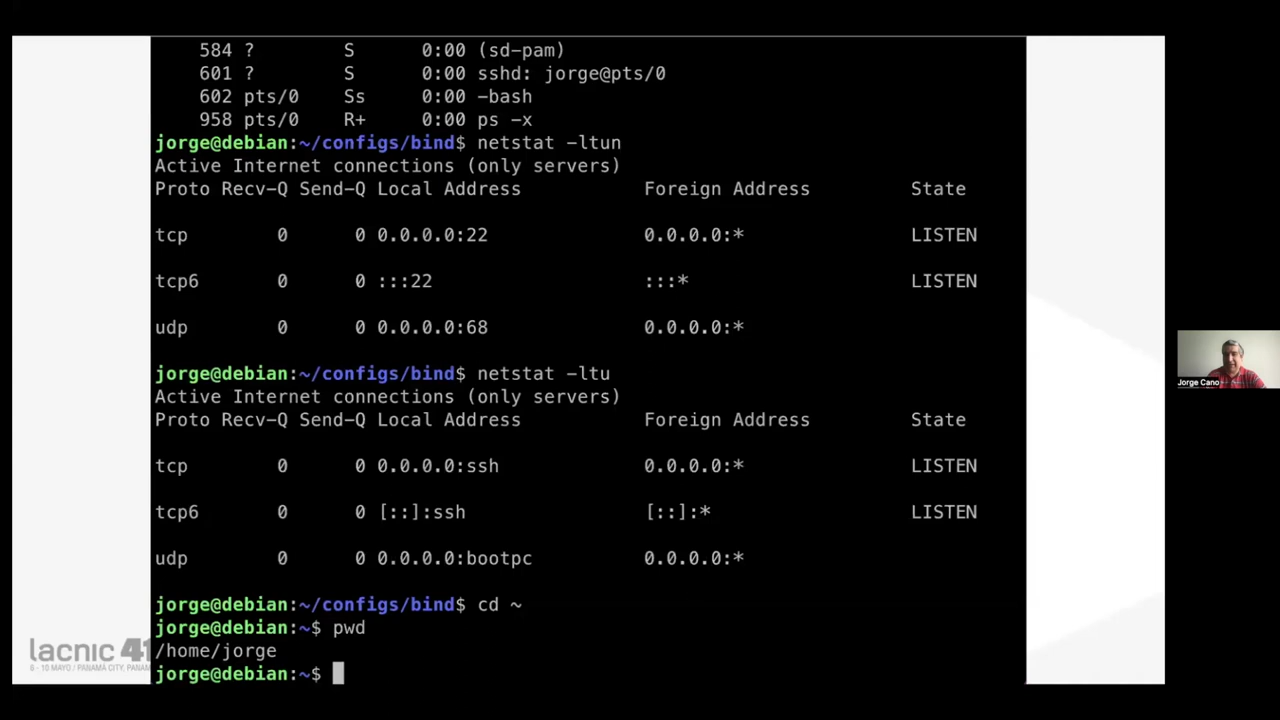 584 ? S 0:00 (sd-pam)
601 ? S 0:00 sshd: jorge@pts/0
602 pts/0 Ss 0:00 -bash
958 pts/0 R+ 0:00 ps -x
jorge@debian:~/configs/bind$ netstat -ltun
Active Internet connections (only servers)
Proto Recv-Q Send-Q Local Address Foreign Address State
tcp 0 0 0.0.0.0:22 0.0.0.0:* LISTEN
tcp6 0 0 :::22 :::* LISTEN
udp 0 0 0.0.0.0:68 0.0.0.0:*
jorge@debian:~/configs/bind$ netstat -ltu
Active Internet connections (only servers)
Proto Recv-Q Send-Q Local Address Foreign Address State
tcp 0 0 0.0.0.0:ssh 0.0.0.0:* LISTEN
tcp6 0 0 [::]:ssh [::]:* LISTEN
udp 0 0 0.0.0.0:bootpc 0.0.0.0:*
jorge@debian:~/configs/bind$ cd ~
jorge@debian:~$ pwd
/home/jorge
jorge@debian:~$
lacnic 41
6 - 10 MAYO / PANAMÁ CITY, PANAM
Jorge Cano